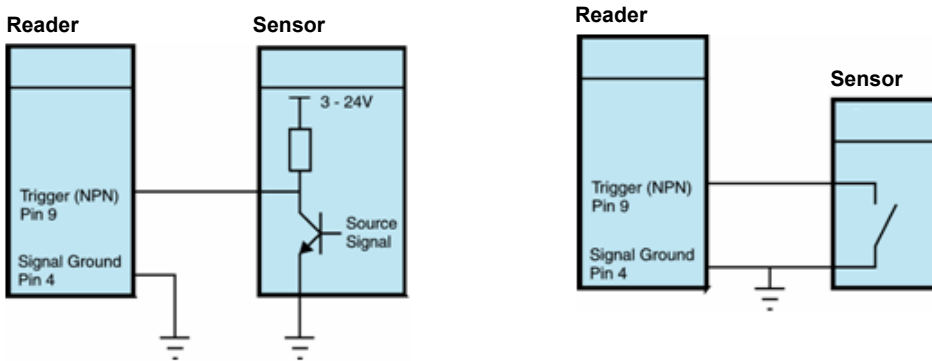 Reader
Sensor
3 - 24V
Trigger (NPN)
Pin 9
Source
Signal
Signal Ground
Pin 4
Reader
Sensor
Trigger (NPN)
Pin 9
Signal Ground
Pin 4